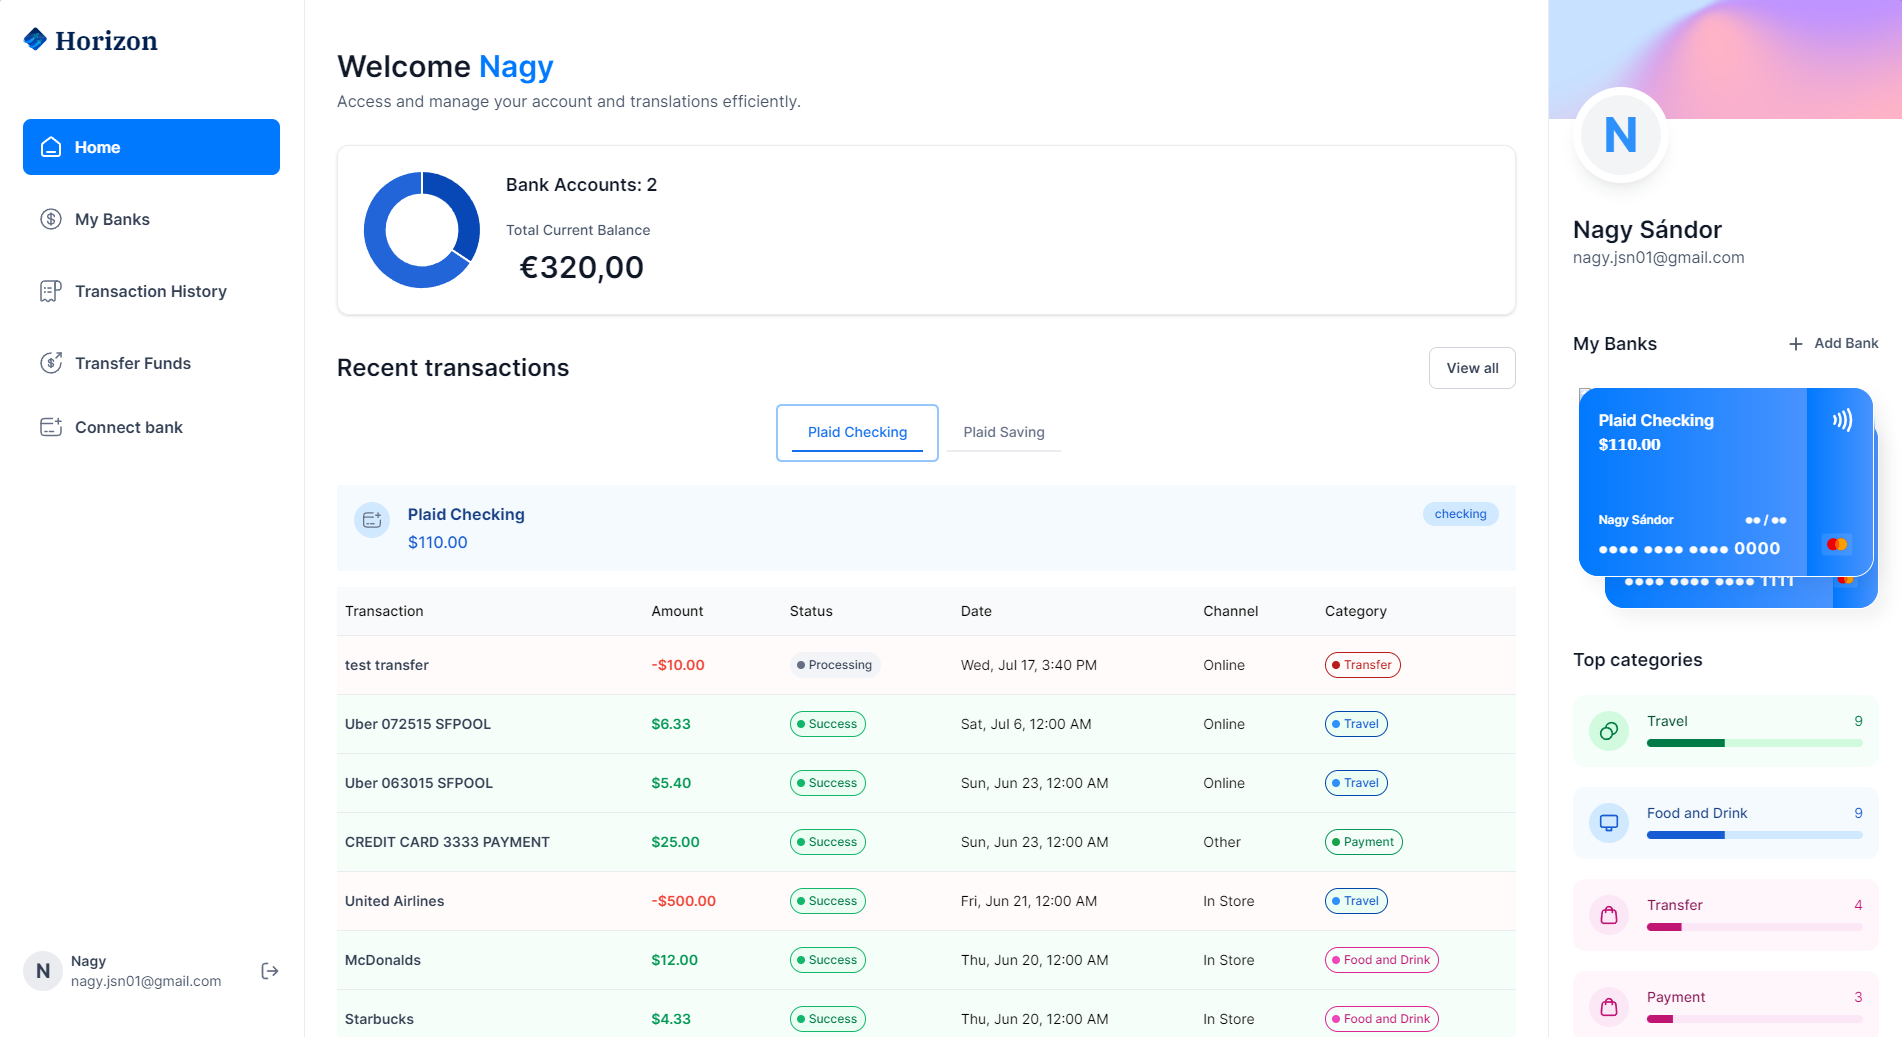 Horizon
Home
My Banks
Transaction History
Transfer Funds
Connect bank
N
Nagy
nagy.jsn01@gmail.com
Welcome Nagy
Access and manage your account and translations efficiently.
Bank Accounts: 2
Total Current Balance
€320,00
Recent transactions
View all
Plaid Checking Plaid Saving
Plaid Checking
$110.00
checking
Transaction Amount Status Date Channel Category
test transfer -$10.00 Processing Wed, Jul 17, 3:40 PM Online Transfer
Uber 072515 SFPOOL $6.33 Success Sat, Jul 6, 12:00 AM Online Travel
Uber 063015 SFPOOL $5.40 Success Sun, Jun 23, 12:00 AM Online Travel
CREDIT CARD 3333 PAYMENT $25.00 Success Sun, Jun 23, 12:00 AM Other Payment
United Airlines -$500.00 Success Fri, Jun 21, 12:00 AM In Store Travel
McDonalds $12.00 Success Thu, Jun 20, 12:00 AM In Store Food and Drink
Starbucks $4.33 Success Thu, Jun 20, 12:00 AM In Store Food and Drink
N
Nagy Sándor
nagy.jsn01@gmail.com
My Banks
+ Add Bank
Plaid Checking
$110.00
Nagy Sándor ●● / ●●
●●●● ●●●● ●●●● 0000
●●●● ●●●● ●●●● 1111
Top categories
Travel 9
Food and Drink 9
Transfer 4
Payment 3